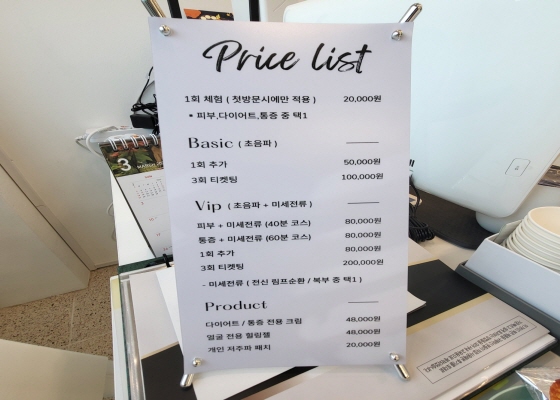 Price list
1회 체험 ( 첫방문시에만 적용 ) 20,000원
• 피부,다이어트,통증 중 택1
Basic ( 초음파 )
1회 추가 50,000원
3회 티켓팅 100,000원
Vip ( 초음파 + 미세전류 )
피부 + 미세전류 (40분 코스) 80,000원
통증 + 미세전류 (60분 코스) 80,000원
1회 추가 80,000원
3회 티켓팅 200,000원
- 미세전류 ( 전신 림프순환 / 복부 중 택1 )
Product
다이어트 / 통증 전용 크림 48,000원
얼굴 전용 힐링젤 48,000원
개인 저주파 패치 20,000원
3